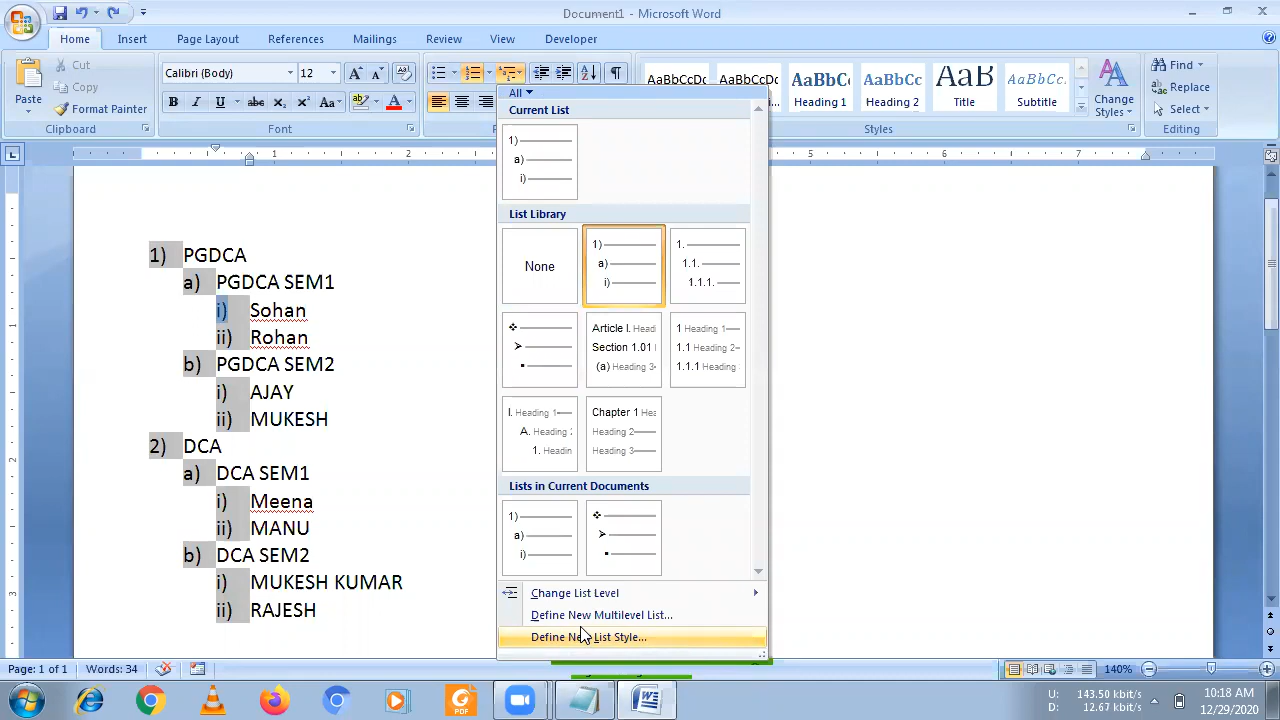 Document1 - Microsoft Word
Home Insert Page Layout References Mailings Review View Developer
Paste
Cut
Copy
Format Painter
Clipboard
Calibri (Body) 12
Font
AaBbCcDc AaBbCcDc AaBbCc AaBbCc AaB AaBbCcDc
Heading 1 Heading 2 Title Subtitle
Change Styles
Styles
Find
Replace
Select
Editing
All
Current List
1)
a)
i)
List Library
None
1)
a)
i)
1.
1.1.
1.1.1.
Article I. Head
Section 1.01
(a) Heading 3
1 Heading 1
1.1 Heading 2
1.1.1 Heading
I. Heading 1
A. Heading
1. Headin
Chapter 1 Hea
Heading 2
Heading 3
Lists in Current Documents
1)
a)
i)
Change List Level
Define New Multilevel List...
Define New List Style...
1) PGDCA
a) PGDCA SEM1
i) Sohan
ii) Rohan
b) PGDCA SEM2
i) AJAY
ii) MUKESH
2) DCA
a) DCA SEM1
i) Meena
ii) MANU
b) DCA SEM2
i) MUKESH KUMAR
ii) RAJESH
Page: 1 of 1 Words: 34 140%
U: 143.50 kbit/s
D: 12.67 kbit/s
10:18 AM
12/29/2020